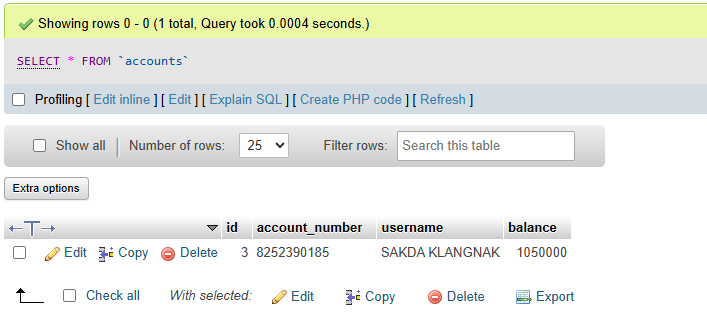 Showing rows 0 - 0 (1 total, Query took 0.0004 seconds.)
SELECT * FROM `accounts`
Profiling [ Edit inline ] [ Edit ] [ Explain SQL ] [ Create PHP code ] [ Refresh ]
Show all Number of rows: 25 Filter rows: Search this table
Extra options
id account_number username balance
Edit Copy Delete 3 8252390185 SAKDA KLANGNAK 1050000
Check all With selected: Edit Copy Delete Export